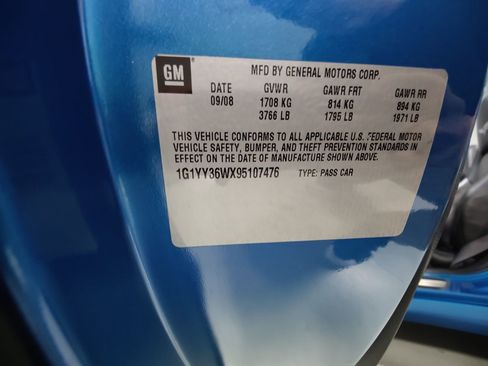 GM
MFD BY GENERAL MOTORS CORP.
DATE GVWR GAWR FRT GAWR RR
09/08 1708 KG 814 KG 894 KG
3766 LB 1795 LB 1971 LB
THIS VEHICLE CONFORMS TO ALL APPLICABLE U.S. FEDERAL MOTOR
VEHICLE SAFETY, BUMPER, AND THEFT PREVENTION STANDARDS IN
EFFECT ON THE DATE OF MANUFACTURE SHOWN ABOVE.
1G1YY36WX95107476 TYPE: PASS CAR